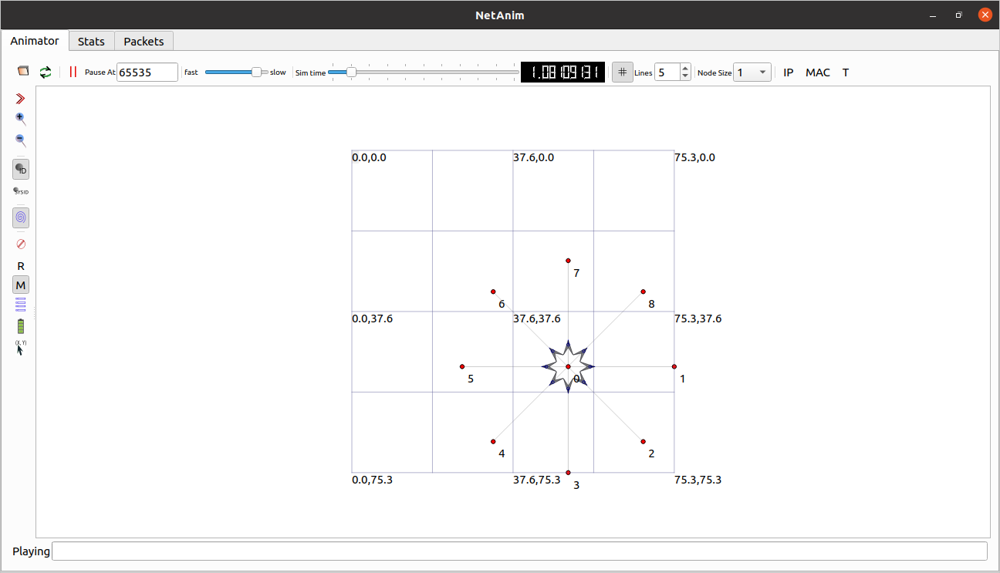 NetAnim
Animator Stats Packets
Pause At 65535 fast slow Sim time 1.08109131 # Lines 5 Node Size 1 IP MAC T
ID
SYSID
R
M
(X, Y)
0.0,0.0 37.6,0.0 75.3,0.0
7
6 8
0.0,37.6 37.6,37.6 75.3,37.6
5 0 1
4 2
0.0,75.3 37.6,75.3 75.3,75.3
3
Playing